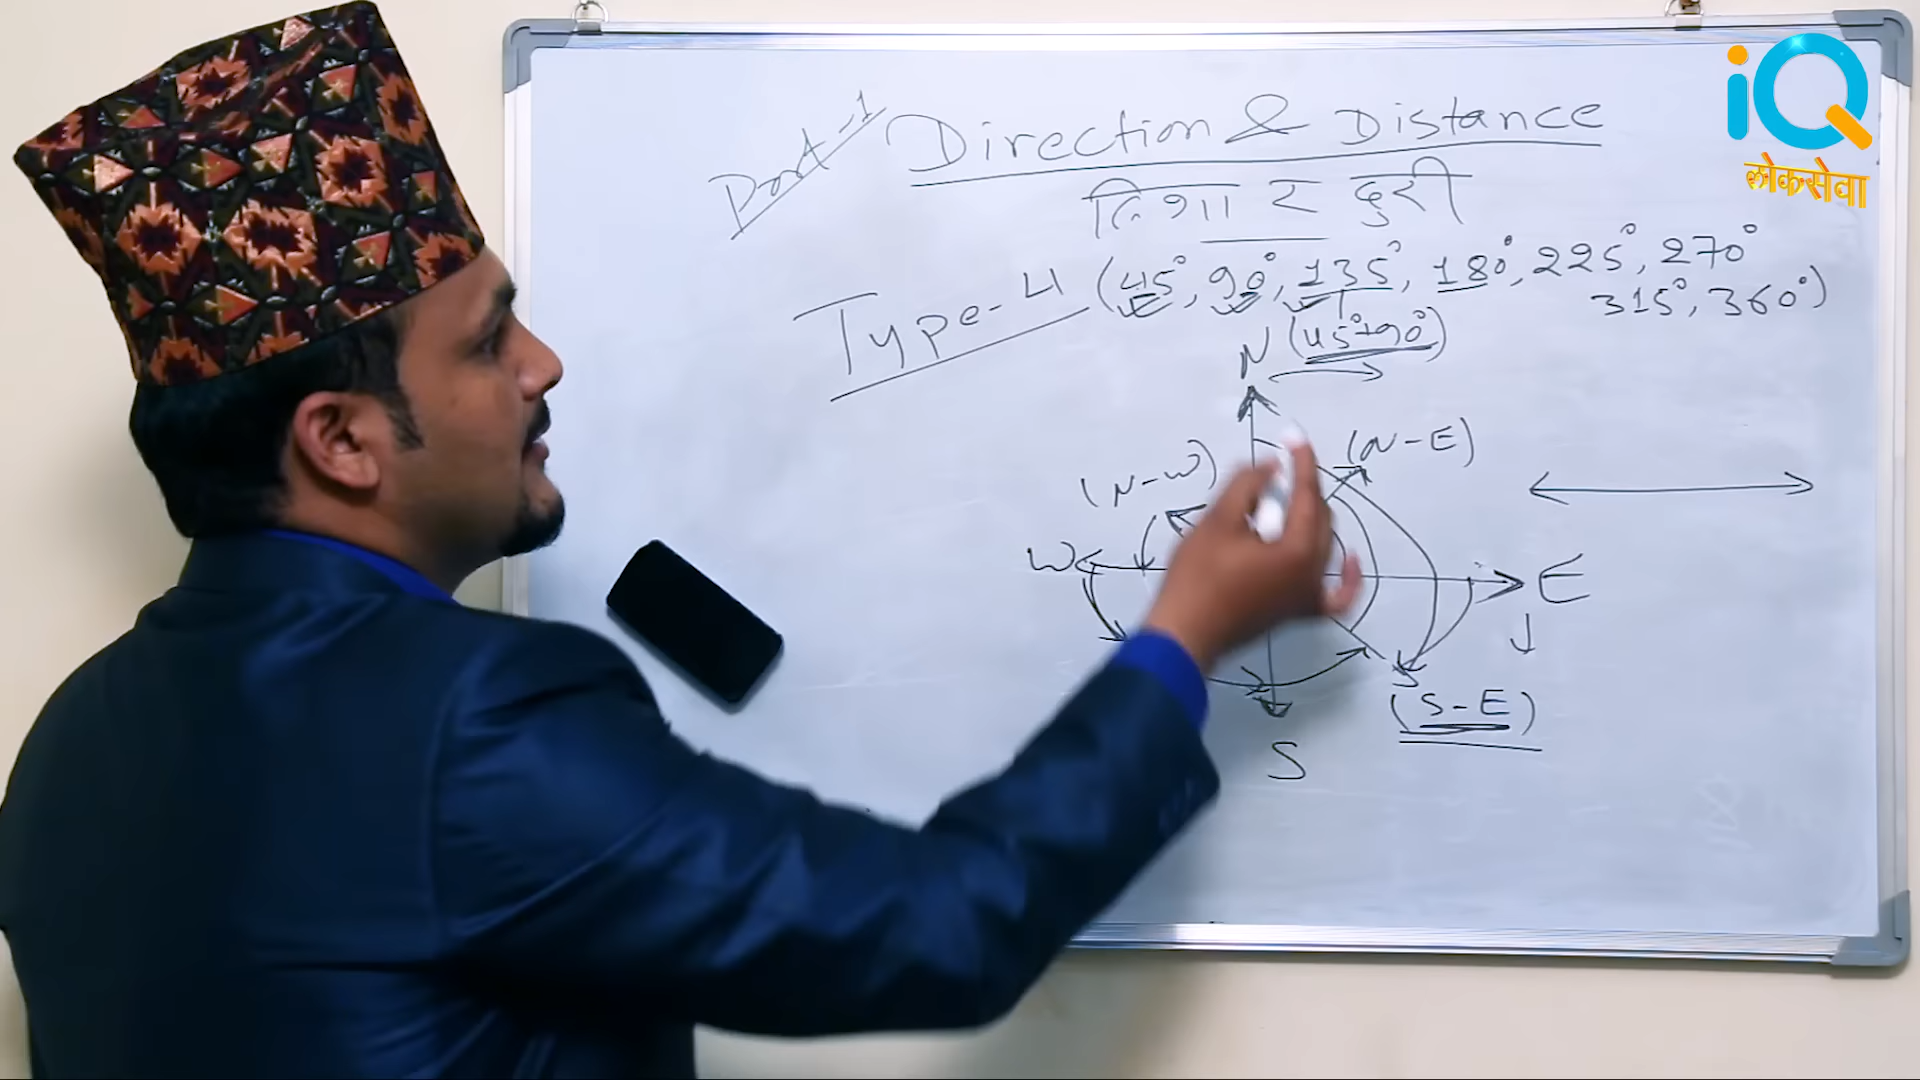 Part-1
Direction & Distance
दिशा र दुरी
Type-4 (45°, 90°, 135°, 180°, 225°, 270°
315°, 360°)
N (45°+90°)
(N-W)
(N-E)
W
E
(S-E)
S
iQ
लोकसेवा